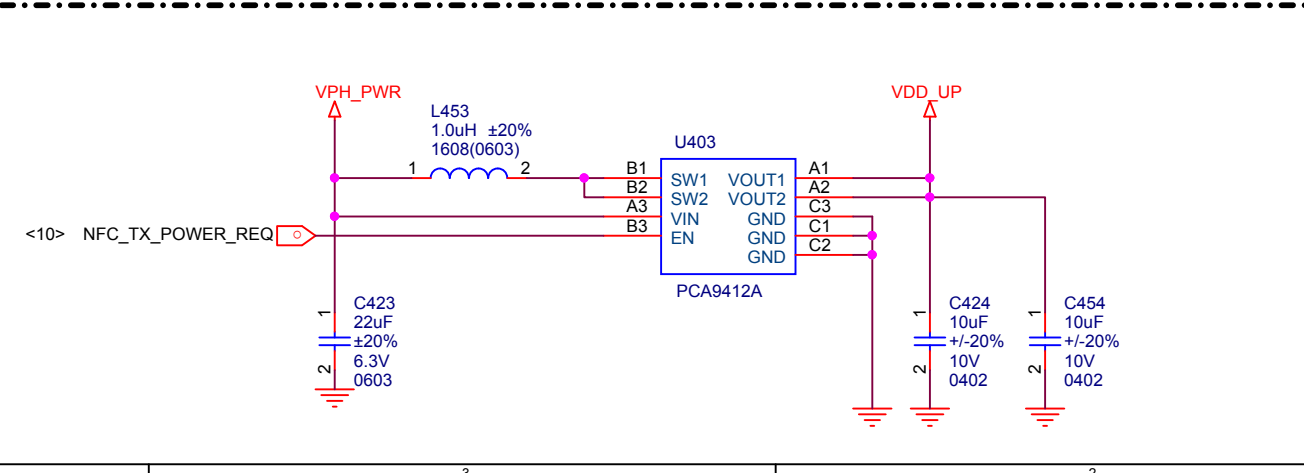 VPH_PWR
VDD_UP
L453
1.0uH ±20%
1608(0603)
1
2
U403
B1
B2
A3
B3
SW1
SW2
VIN
EN
VOUT1
VOUT2
GND
GND
GND
A1
A2
C3
C1
C2
PCA9412A
<10> NFC_TX_POWER_REQ
1
2
C423
22uF
±20%
6.3V
0603
1
2
C424
10uF
+/-20%
10V
0402
1
2
C454
10uF
+/-20%
10V
0402